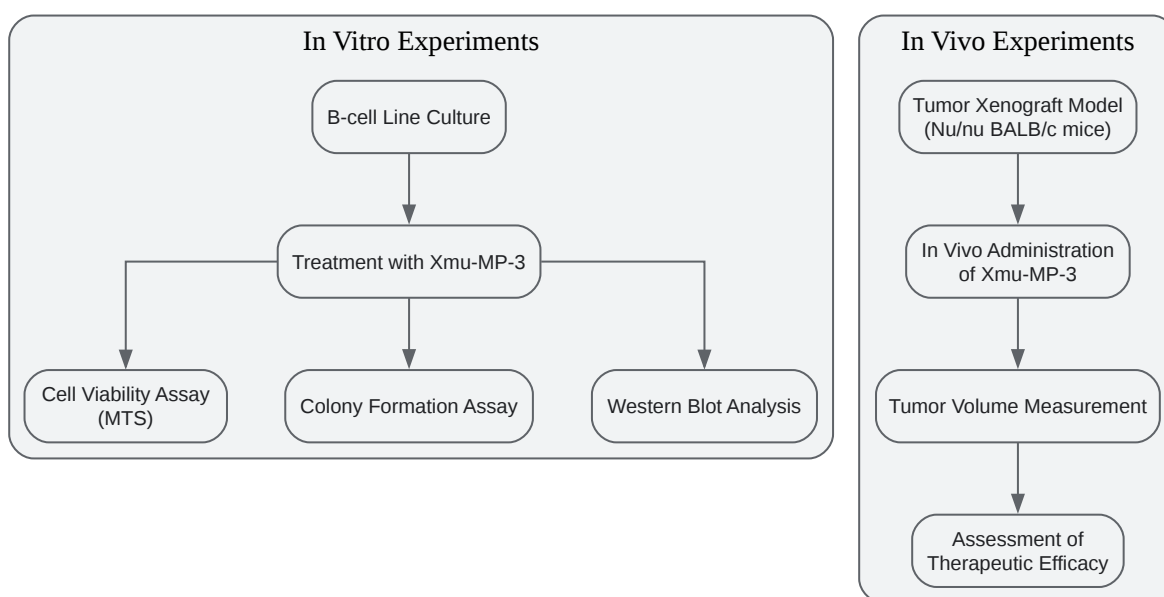 In Vitro Experiments
B-cell Line Culture
Treatment with Xmu-MP-3
Cell Viability Assay
(MTS)
Colony Formation Assay
Western Blot Analysis
In Vivo Experiments
Tumor Xenograft Model
(Nu/nu BALB/c mice)
In Vivo Administration
of Xmu-MP-3
Tumor Volume Measurement
Assessment of
Therapeutic Efficacy